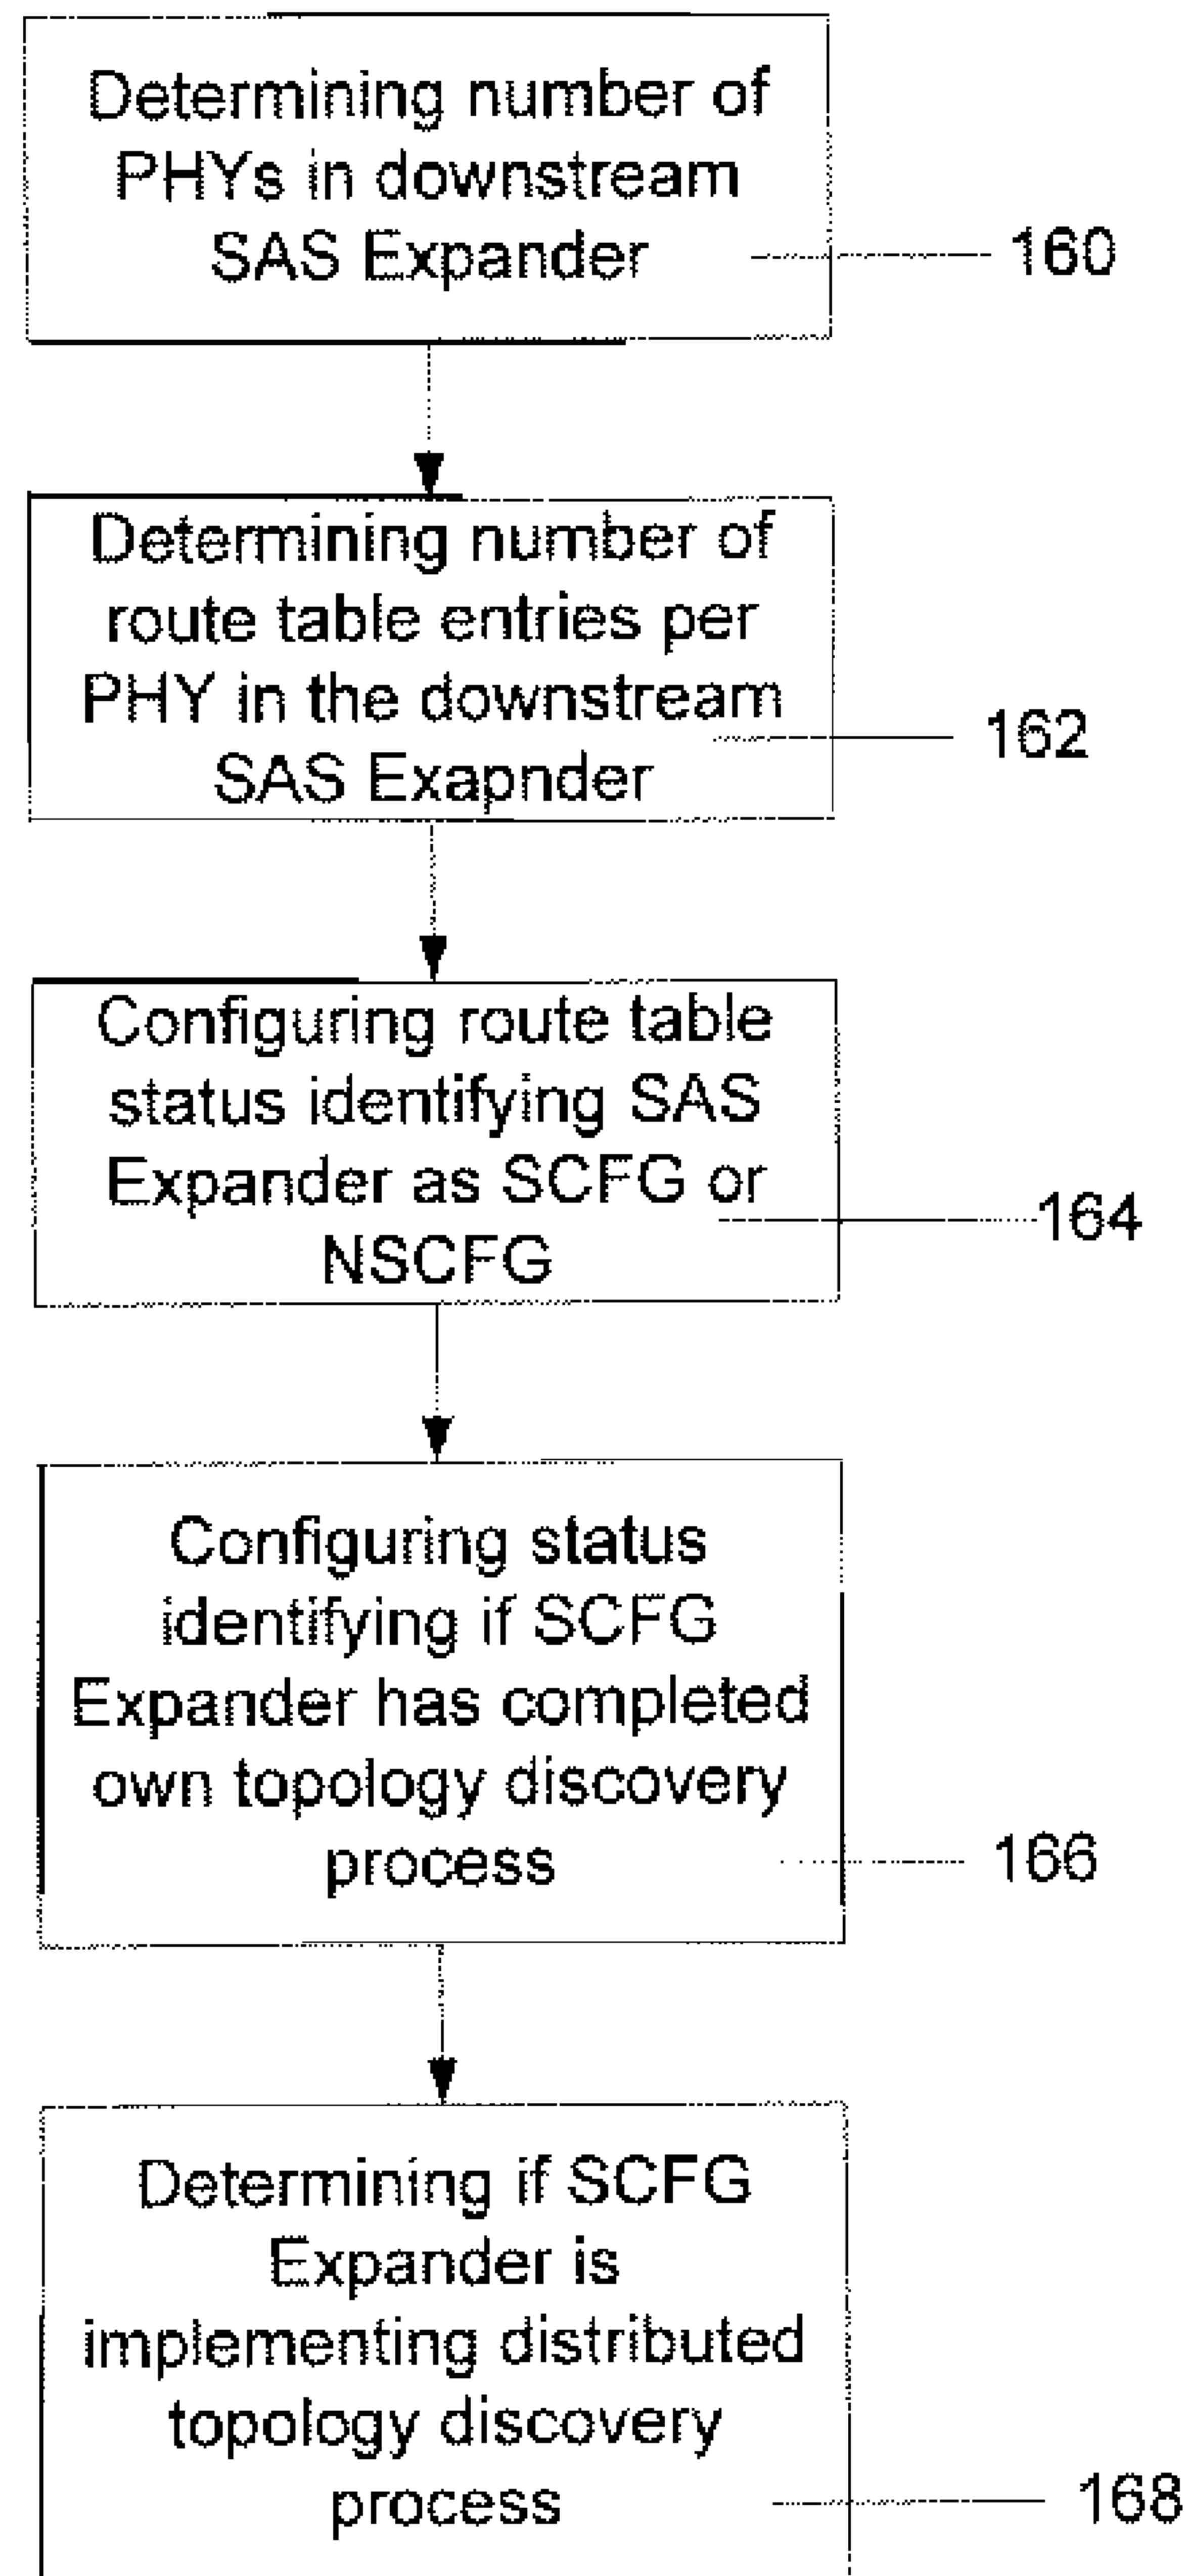 Determining number of
PHYs in downstream
SAS Expander
160
Determining number of
route table entries per
PHY in the downstream
SAS Exapnder
162
Configuring route table
status identifying SAS
Expander as SCFG or
NSCFG
164
Configuring status
identifying if SCFG
Expander has completed
own topology discovery
process
166
Determining if SCFG
Expander is
implementing distributed
topology discovery
process
168